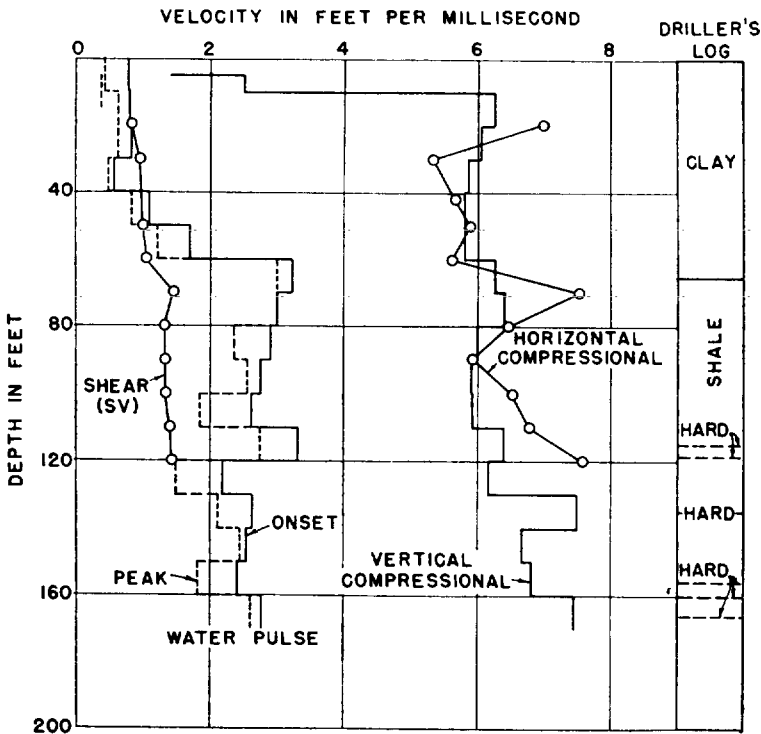 VELOCITY IN FEET PER MILLISECOND
DRILLER'S
LOG
0 2 4 6 8
CLAY
40
80
SHALE
HORIZONTAL
COMPRESSIONAL
SHEAR
(SV)
HARD
DEPTH IN FEET
120
ONSET
HARD
PEAK
VERTICAL
COMPRESSIONAL
HARD
160
WATER PULSE
200